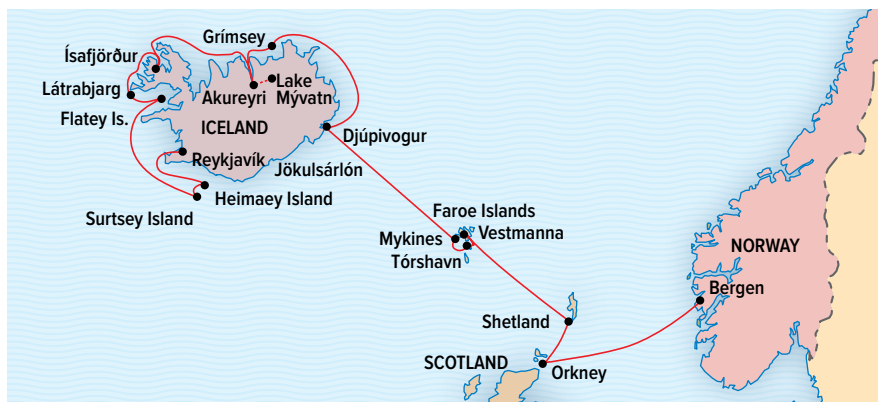 Grímsey
Ísafjörður
Látrabjarg
Lake
Mývatn
Akureyri
Flatey Is.
ICELAND
Djúpivogur
Reykjavík
Jökulsárlón
Heimaey Island
Surtsey Island
Faroe Islands
Vestmanna
Mykines
Tórshavn
NORWAY
Bergen
Shetland
SCOTLAND
Orkney